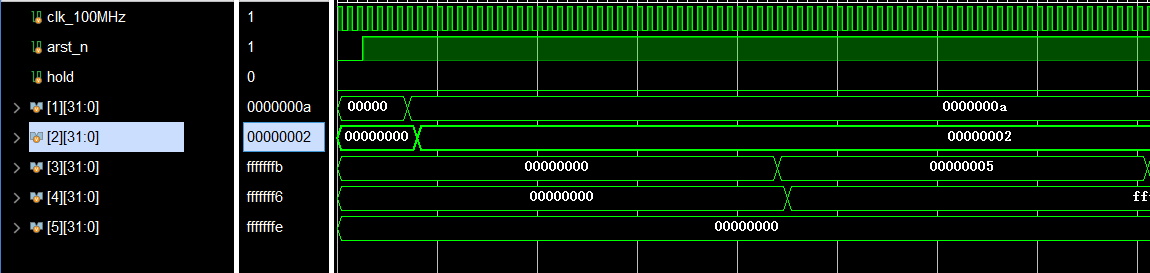 clk_100MHz 1
arst_n 1
hold 0
[1][31:0] 0000000a 00000 0000000a
[2][31:0] 00000002 00000000 00000002
[3][31:0] fffffffb 00000000 00000005
[4][31:0] fffffff6 00000000 ff
[5][31:0] fffffffe 00000000